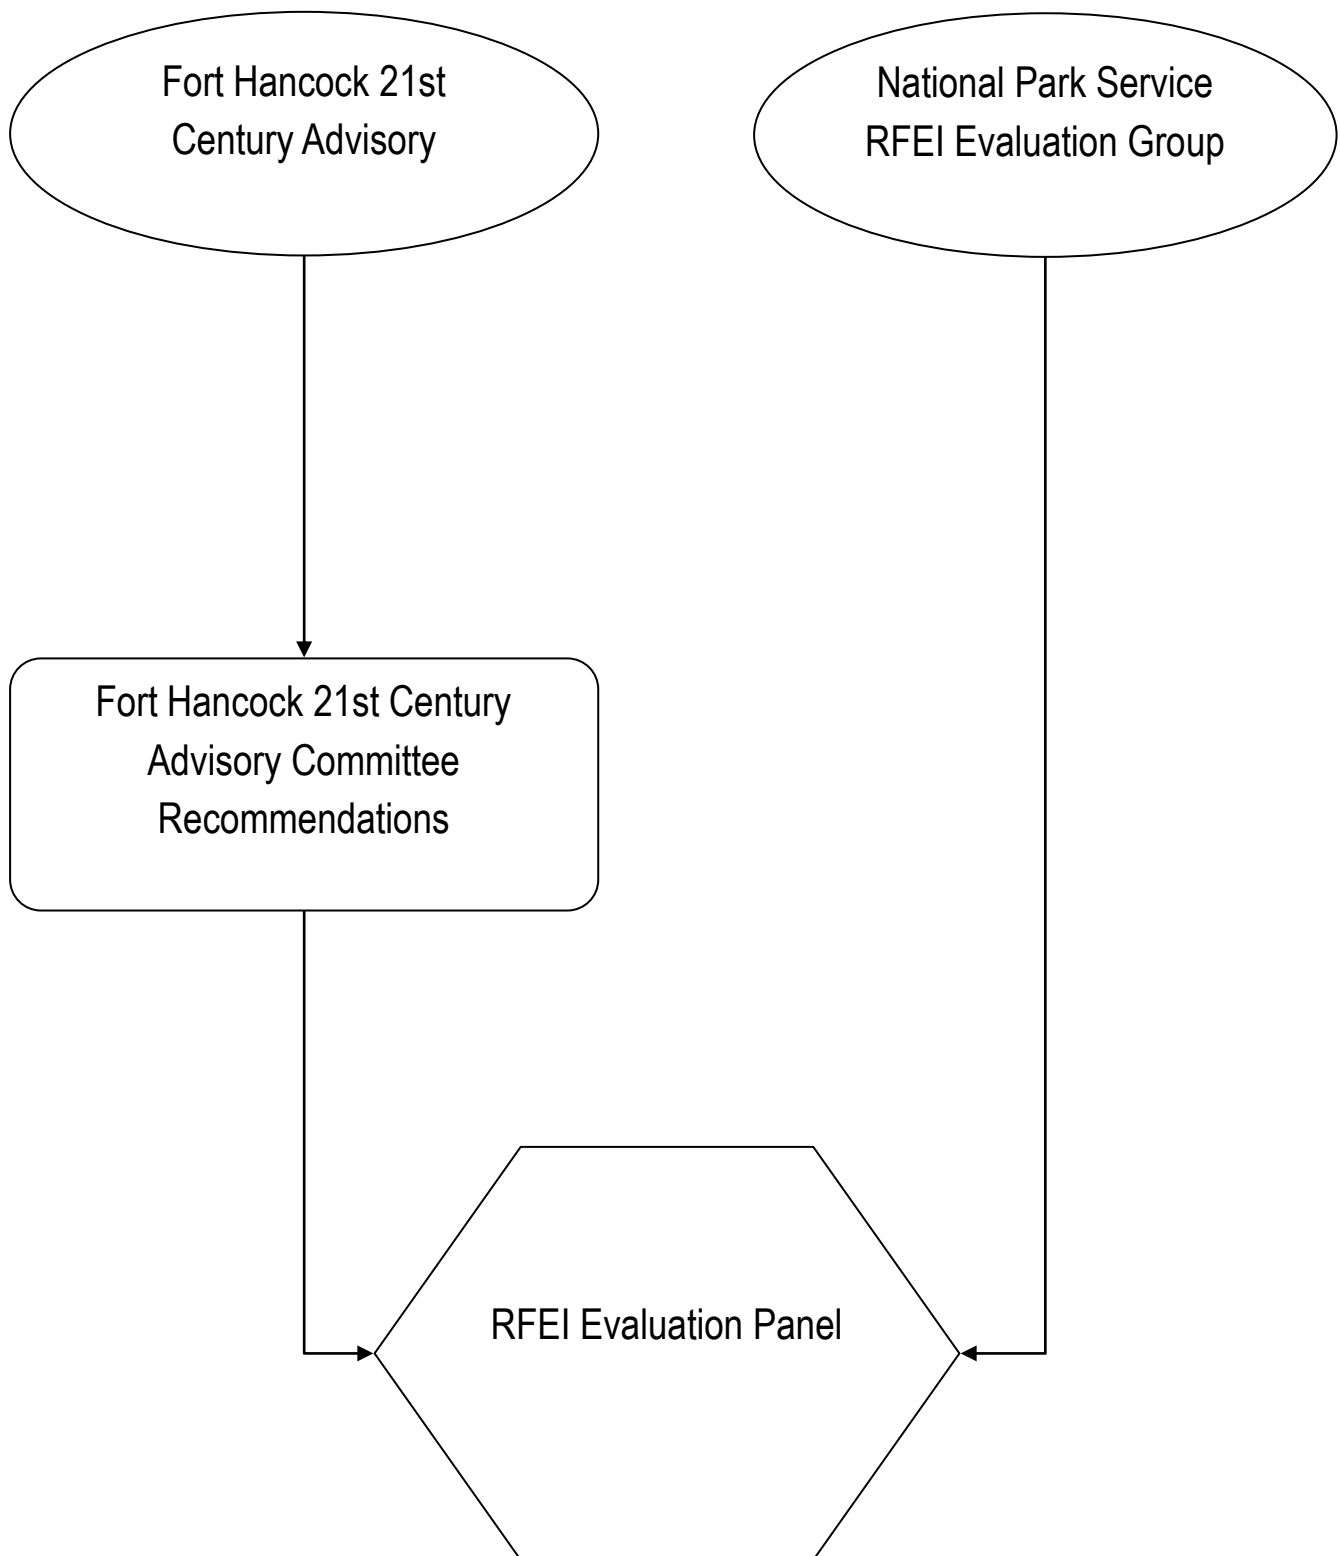 Fort Hancock 21st
Century Advisory
National Park Service
RFEI Evaluation Group
Fort Hancock 21st Century
Advisory Committee
Recommendations
RFEI Evaluation Panel